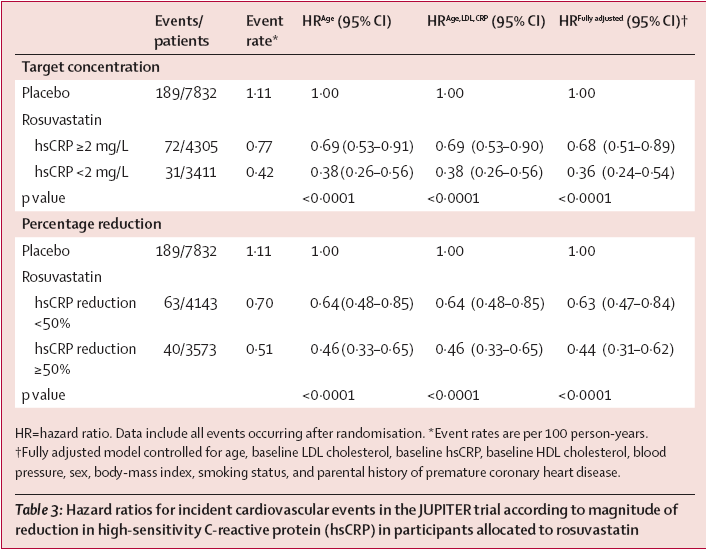 Events/ Event HRAge (95% CI) HRAge, LDL, CRP (95% CI) HRFully adjusted (95% CI)†
patients rate*
Target concentration
Placebo 189/7832 1·11 1·00 1·00 1·00
Rosuvastatin
hsCRP ≥2 mg/L 72/4305 0·77 0·69 (0·53–0·91) 0·69 (0·53–0·90) 0·68 (0·51–0·89)
hsCRP <2 mg/L 31/3411 0·42 0·38 (0·26–0·56) 0·38 (0·26–0·56) 0·36 (0·24–0·54)
p value <0·0001 <0·0001 <0·0001
Percentage reduction
Placebo 189/7832 1·11 1·00 1·00 1·00
Rosuvastatin
hsCRP reduction 63/4143 0·70 0·64 (0·48–0·85) 0·64 (0·48–0·85) 0·63 (0·47–0·84)
<50%
hsCRP reduction 40/3573 0·51 0·46 (0·33–0·65) 0·46 (0·33–0·65) 0·44 (0·31–0·62)
≥50%
p value <0·0001 <0·0001 <0·0001
HR=hazard ratio. Data include all events occurring after randomisation. *Event rates are per 100 person-years.
†Fully adjusted model controlled for age, baseline LDL cholesterol, baseline hsCRP, baseline HDL cholesterol, blood
pressure, sex, body-mass index, smoking status, and parental history of premature coronary heart disease.
Table 3: Hazard ratios for incident cardiovascular events in the JUPITER trial according to magnitude of
reduction in high-sensitivity C-reactive protein (hsCRP) in participants allocated to rosuvastatin